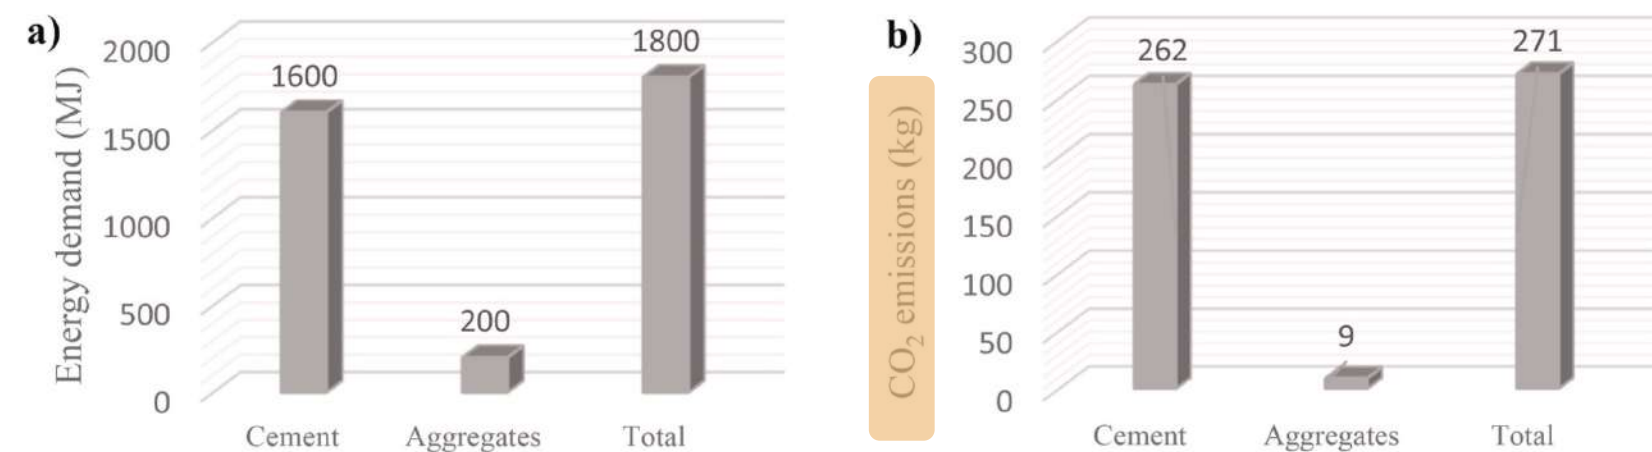 a)
Energy demand (MJ)
2000
1500
1000
500
0
1600
200
1800
Cement
Aggregates
Total
b)
CO₂ emissions (kg)
300
250
200
150
100
50
0
262
9
271
Cement
Aggregates
Total